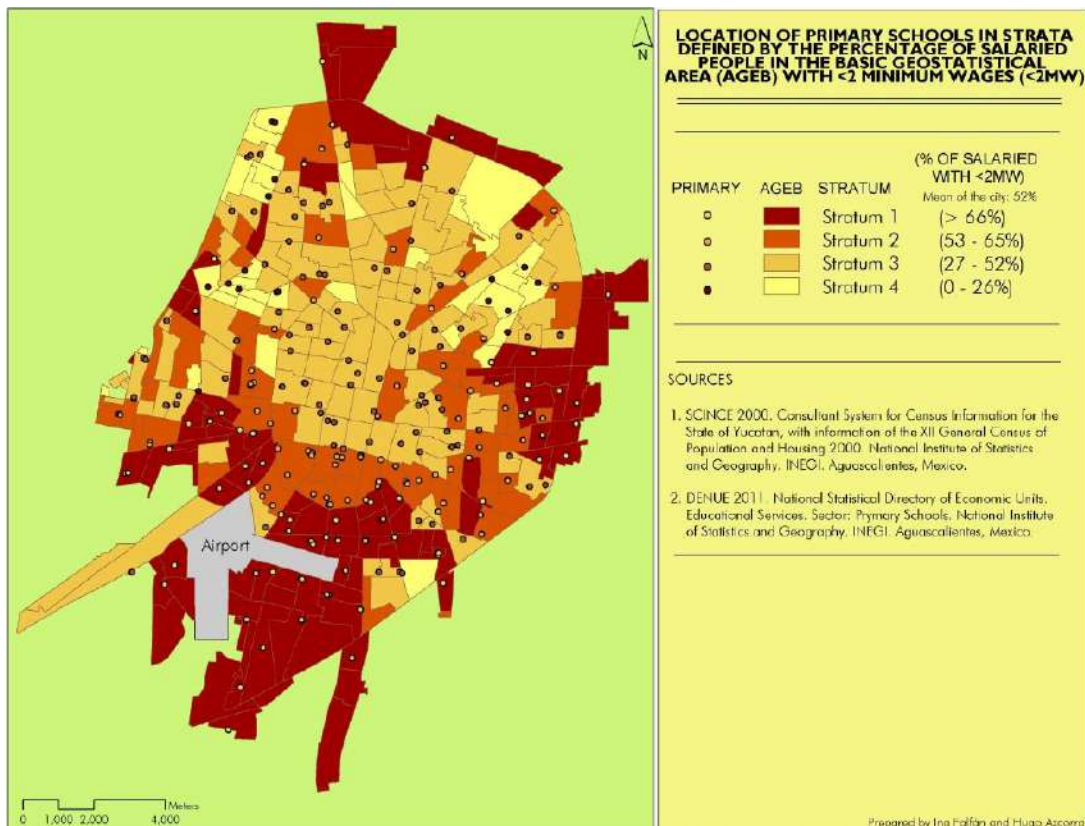 N
Airport
Meters
0 1,000 2,000 4,000
LOCATION OF PRIMARY SCHOOLS IN STRATA
DEFINED BY THE PERCENTAGE OF SALARIED
PEOPLE IN THE BASIC GEOSTATISTICAL
AREA (AGEB) WITH <2 MINIMUM WAGES (<2MW)
(% OF SALARIED
WITH <2MW)
PRIMARY AGEB STRATUM Mean of the city: 52%
Stratum 1 (> 66%)
Stratum 2 (53 - 65%)
Stratum 3 (27 - 52%)
Stratum 4 (0 - 26%)
SOURCES
1. SCINCE 2000. Consultant System for Census Information for the
State of Yucatan, with information of the XII General Census of
Population and Housing 2000. National Institute of Statistics
and Geography. INEGI. Aguascalientes, Mexico.
2. DENUE 2011. National Statistical Directory of Economic Units.
Educational Services. Sector: Prymary Schools. National Institute
of Statistics and Geography. INEGI. Aguascalientes, Mexico.
Prepared by Ina Falfán and Hugo Azcorra